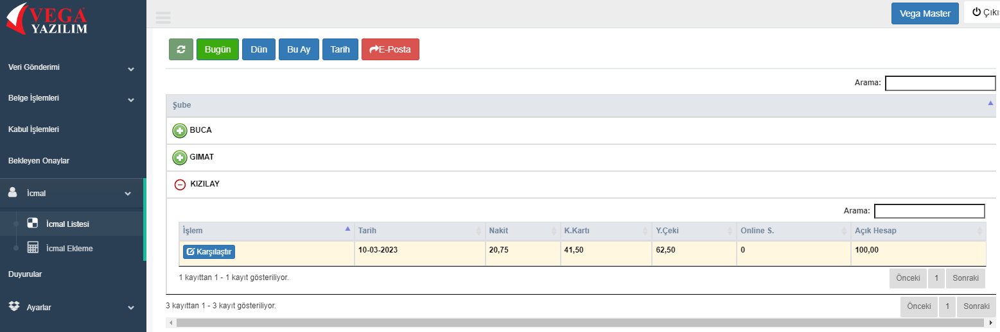 VEGA
YAZILIM
Vega Master
Çıkış
Bugün Dün Bu Ay Tarih E-Posta
Veri Gönderimi
Belge İşlemleri
Kabul İşlemleri
Bekleyen Onaylar
İcmal
İcmal Listesi
İcmal Ekleme
Duyurular
Ayarlar
Arama:
Şube
BUCA
GIMAT
KIZILAY
Arama:
İşlem Tarih Nakit K.Kartı Y.Çeki Online S. Açık Hesap
Karşılaştır 10-03-2023 20,75 41,50 62,50 0 100,00
1 kayıttan 1 - 1 kayıt gösteriliyor. Önceki 1 Sonraki
3 kayıttan 1 - 3 kayıt gösteriliyor. Önceki 1 Sonraki